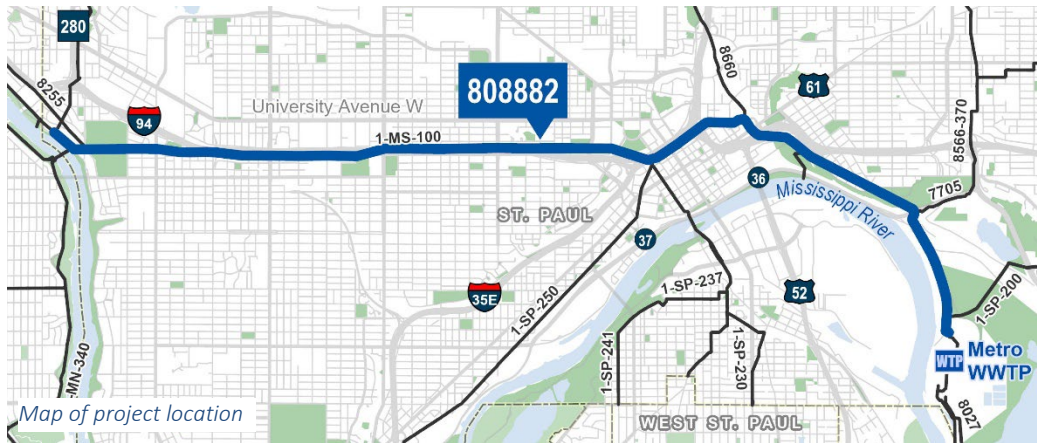 280
8255
94
University Avenue W
808882
1-MS-100
8660
61
8566-370
36
Mississippi River
7705
ST. PAUL
37
35E
1-SP-250
1-SP-237
52
1-SP-200
-MN-340
1-SP-241
1-SP-230
WTP
Metro
WWTP
8027
Map of project location
WEST ST. PAUL